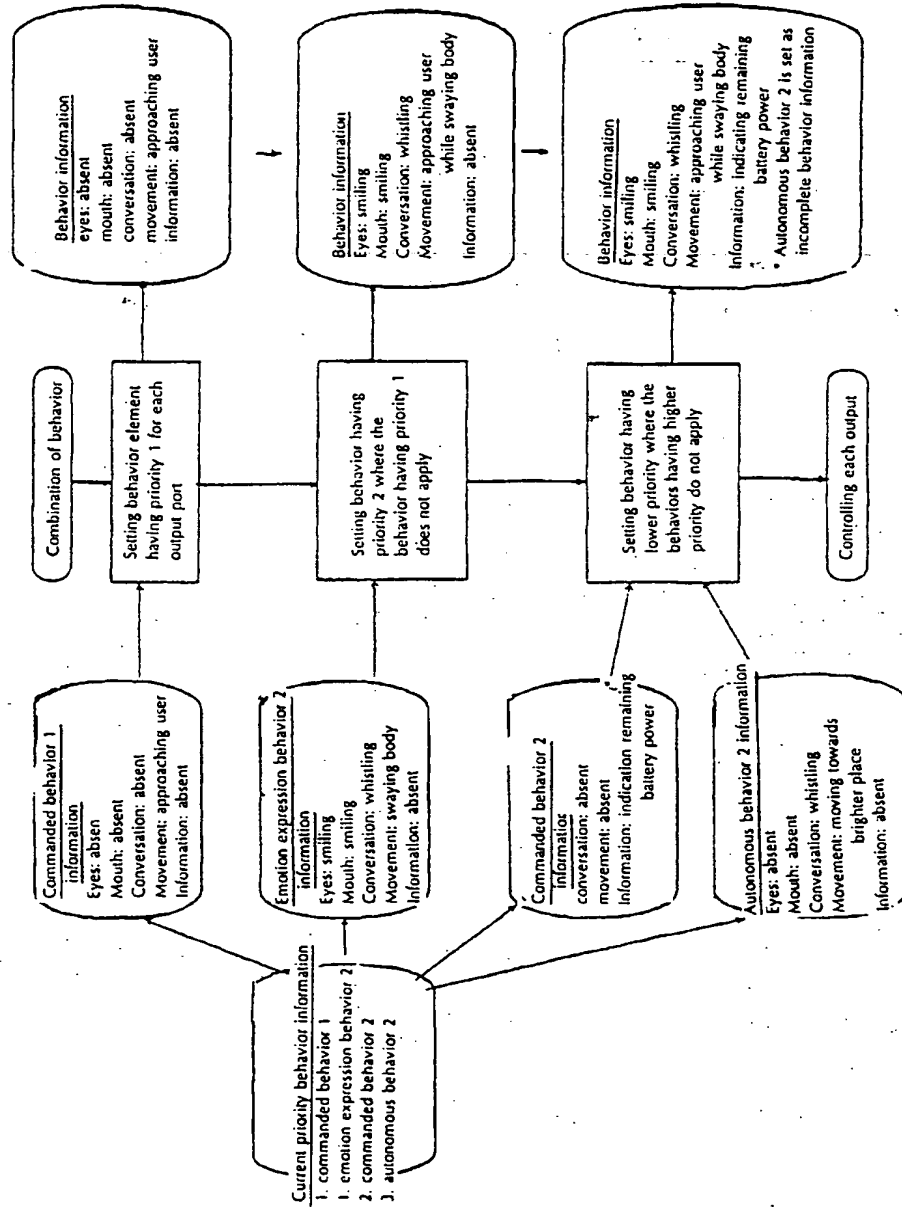 Current priority behavior information
1. commanded behavior 1
1. emotion expression behavior 2
2. commanded behavior 2
3. autonomous behavior 2
Commanded behavior 1
information
Eyes: absen
Mouth: absent
Conversation: absent
Movement: approaching user
Information: absent
Emotion expression behavior 2
information
Eyes: smiling
Mouth: smiling
Conversation: whistling
Movement: swaying body
Information: absent
Commanded behavior 2
information
conversation: absent
movement: absent
Information: indication remaining
battery power
Autonomous behavior 2 information
Eyes: absent
Mouth: absent
Conversation: whistling
Movement: moving towards
brighter place
Information: absent
Combination of behavior
Setting behavior element
having priority 1 for each
output port
Setting behavior having
priority 2 where the
behavior having priority 1
does not apply
Setting behavior having
lower priority where the
behaviors having higher
priority do not apply
Controlling each output
Behavior information
eyes: absent
mouth: absent
conversation: absent
movement: approaching user
information: absent
Behavior information
Eyes: smiling
Mouth: smiling
Conversation: whistling
Movement: approaching user
while swaying body
Information: absent
Behavior information
Eyes: smiling
Mouth: smiling
Conversation: whistling
Movement: approaching user
while swaying body
Information: indicating remaining
battery power
* Autonomous behavior 2 is set as
incomplete behavior information